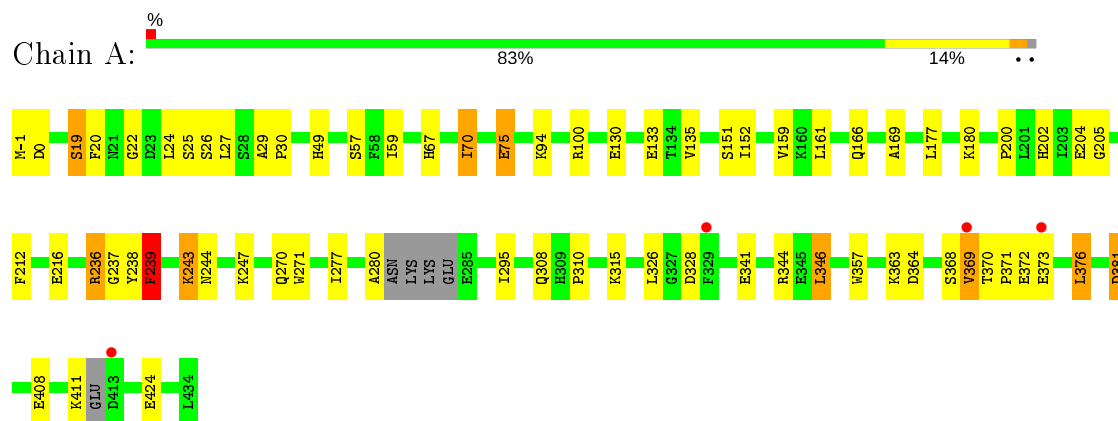 %
Chain A:
83% 14% • •
M-1 D0 S19 F20 N21 G22 D23 L24 S25 S26 L27 S28 A29 P30 H49 S57 F58 I59 H67 I70 E75 K94 R100 E130 E133 T134 V135 S151 I152 V159 K160 L161 Q166 A169 L177 K180 P200 L201 H202 I203 E204 G205
F212 E216 R236 G237 Y238 F239 K243 N244 K247 Q270 W271 I277 A280 ASN LYS LYS GLU E285 I295 Q308 H309 P310 K315 L326 G327 D328 F329 E341 R344 E345 L346 W357 K363 D364 S368 V369 T370 P371 E372 E373 L376 D381
E408 K411 GLU D413 E424 L434